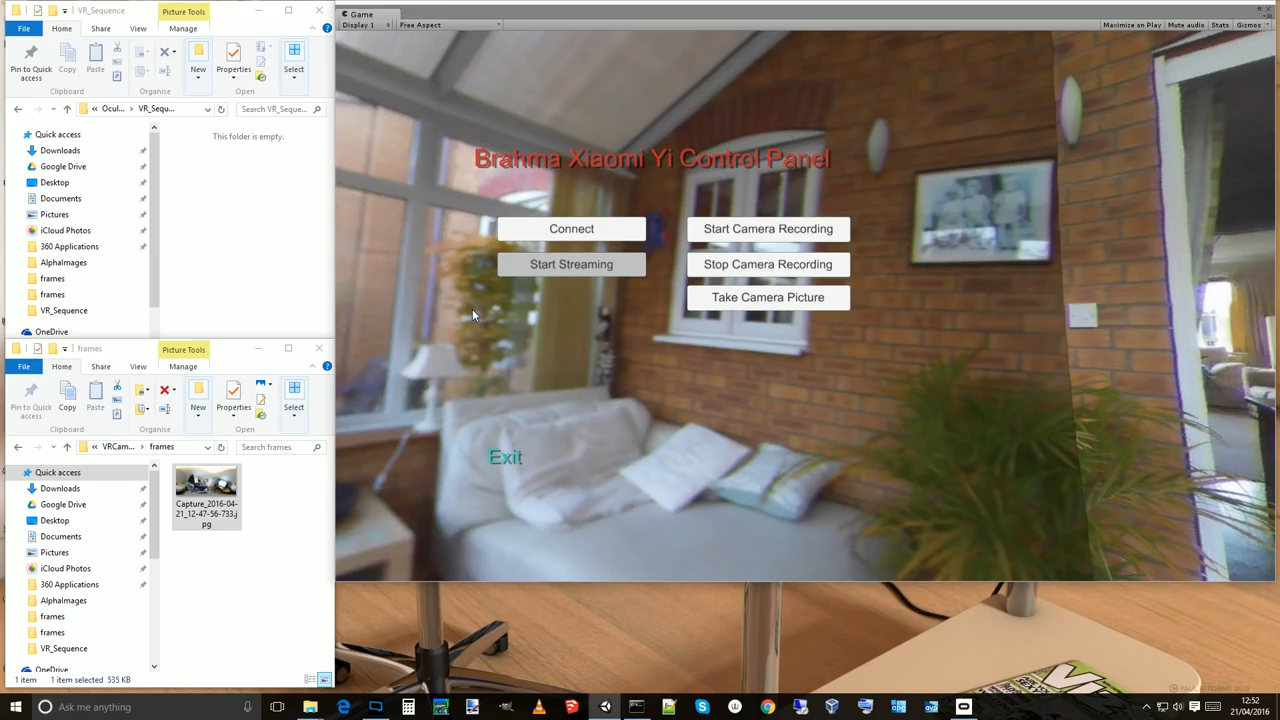 VR_Sequence
Picture Tools
File
Home
Share
View
Manage
Pin to Quick access
Copy
Paste
New
Properties
Select
Clipboard
Organise
« Ocul... › VR_Sequ...
Search VR_Seque...
Quick access
Downloads
Google Drive
Desktop
Documents
Pictures
iCloud Photos
360 Applications
AlphaImages
frames
frames
VR_Sequence
OneDrive
This folder is empty.
frames
Picture Tools
File
Home
Share
View
Manage
Pin to Quick access
Copy
Paste
New
Properties
Select
Clipboard
Organise
« VRCam... › frames
Search frames
Quick access
Downloads
Google Drive
Desktop
Documents
Pictures
iCloud Photos
360 Applications
AlphaImages
frames
frames
VR_Sequence
OneDrive
Capture_2016-04-
21_12-47-56-733.j
pg
1 item
1 item selected 535 KB
Game
Display 1
Free Aspect
Maximize on Play
Mute audio
Stats
Gizmos
Brahma Xiaomi Yi Control Panel
Connect
Start Camera Recording
Start Streaming
Stop Camera Recording
Take Camera Picture
Exit
Ask me anything
12:52
21/04/2016